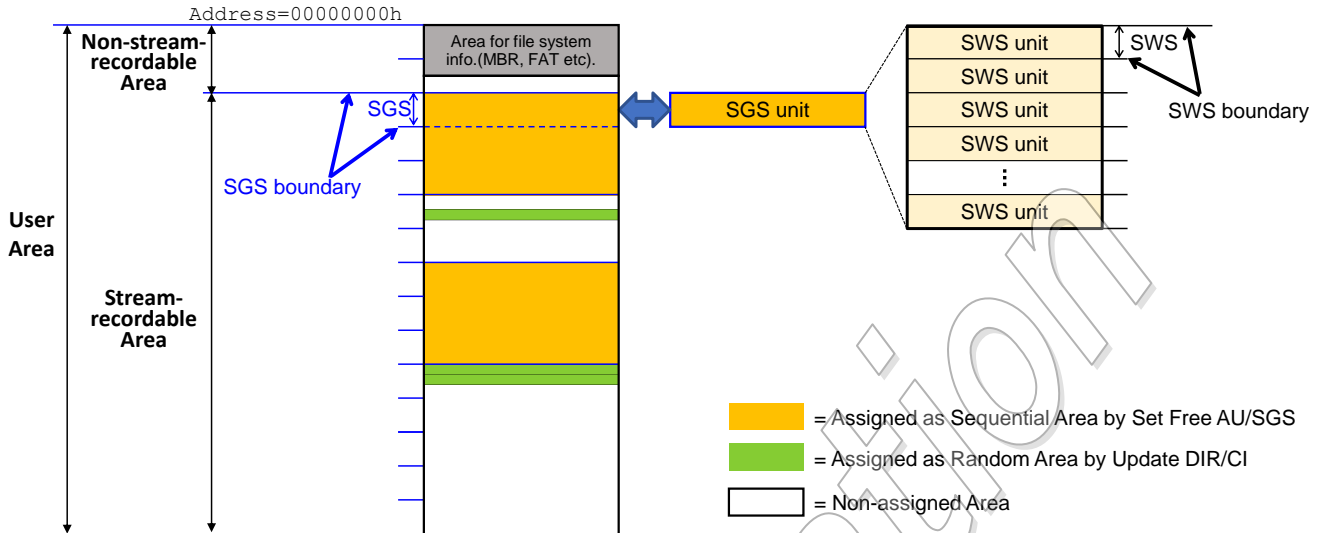 Address=00000000h
Non-stream-
recordable
Area
Area for file system
info.(MBR, FAT etc).
SGS
SGS boundary
SGS unit
SWS unit
SWS unit
SWS unit
SWS unit
⋮
SWS unit
SWS
SWS boundary
User
Area
Stream-
recordable
Area
= Assigned as Sequential Area by Set Free AU/SGS
= Assigned as Random Area by Update DIR/CI
= Non-assigned Area